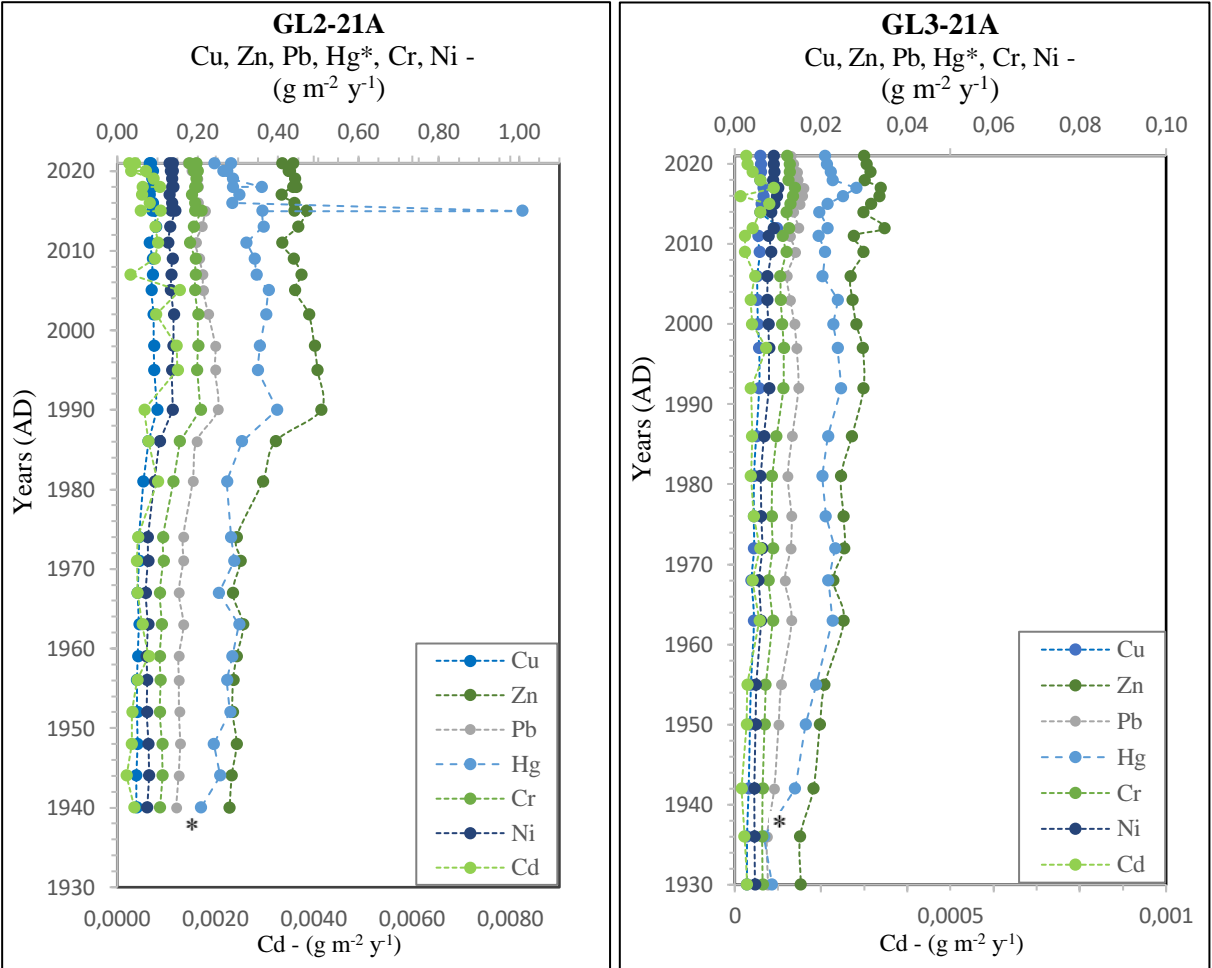 GL2-21A
Cu, Zn, Pb, Hg*, Cr, Ni -
(g m-2 y-1)
0,00 0,20 0,40 0,60 0,80 1,00
2020
2010
2000
1990
1980
1970
1960
1950
1940
1930
Years (AD)
*
Cu
Zn
Pb
Hg
Cr
Ni
Cd
0,0000 0,0020 0,0040 0,0060 0,0080
Cd - (g m-2 y-1)
GL3-21A
Cu, Zn, Pb, Hg*, Cr, Ni -
(g m-2 y-1)
0,00 0,02 0,04 0,06 0,08 0,10
2020
2010
2000
1990
1980
1970
1960
1950
1940
1930
Years (AD)
*
Cu
Zn
Pb
Hg
Cr
Ni
Cd
0 0,0005 0,001
Cd - (g m-2 y-1)